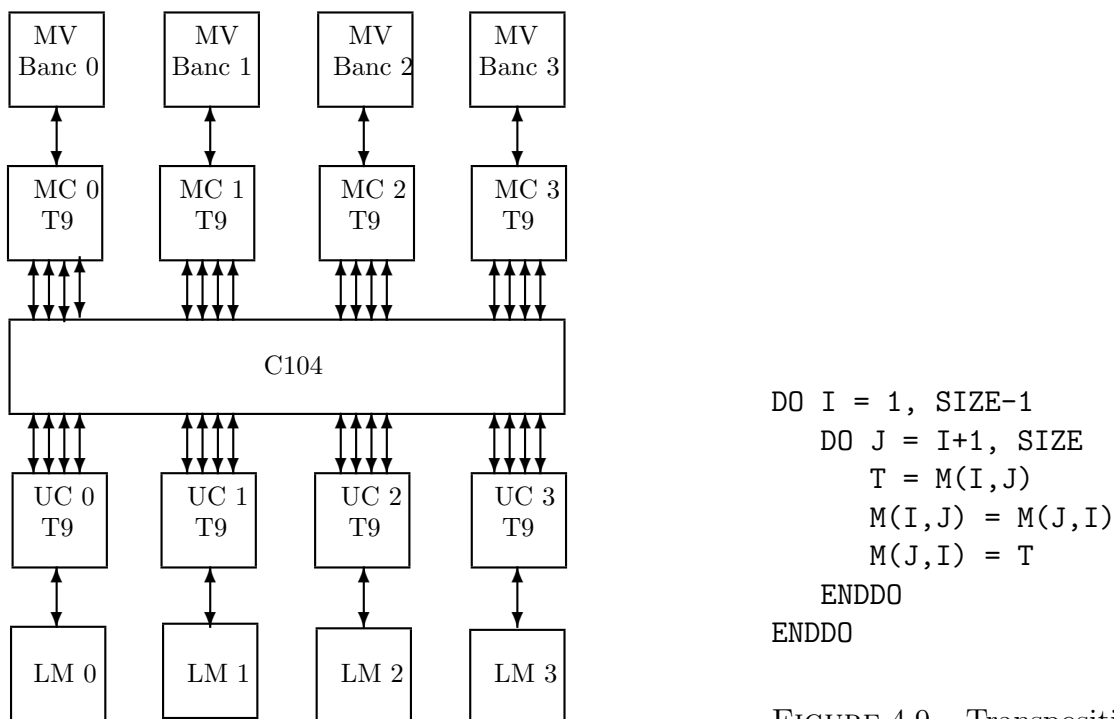 MV MV MV MV
Banc 0 Banc 1 Banc 2 Banc 3
MC 0 MC 1 MC 2 MC 3
T9 T9 T9 T9
C104
UC 0 UC 1 UC 2 UC 3
T9 T9 T9 T9
LM 0 LM 1 LM 2 LM 3
DO I = 1, SIZE-1
DO J = I+1, SIZE
T = M(I,J)
M(I,J) = M(J,I)
M(J,I) = T
ENDDO
ENDDO